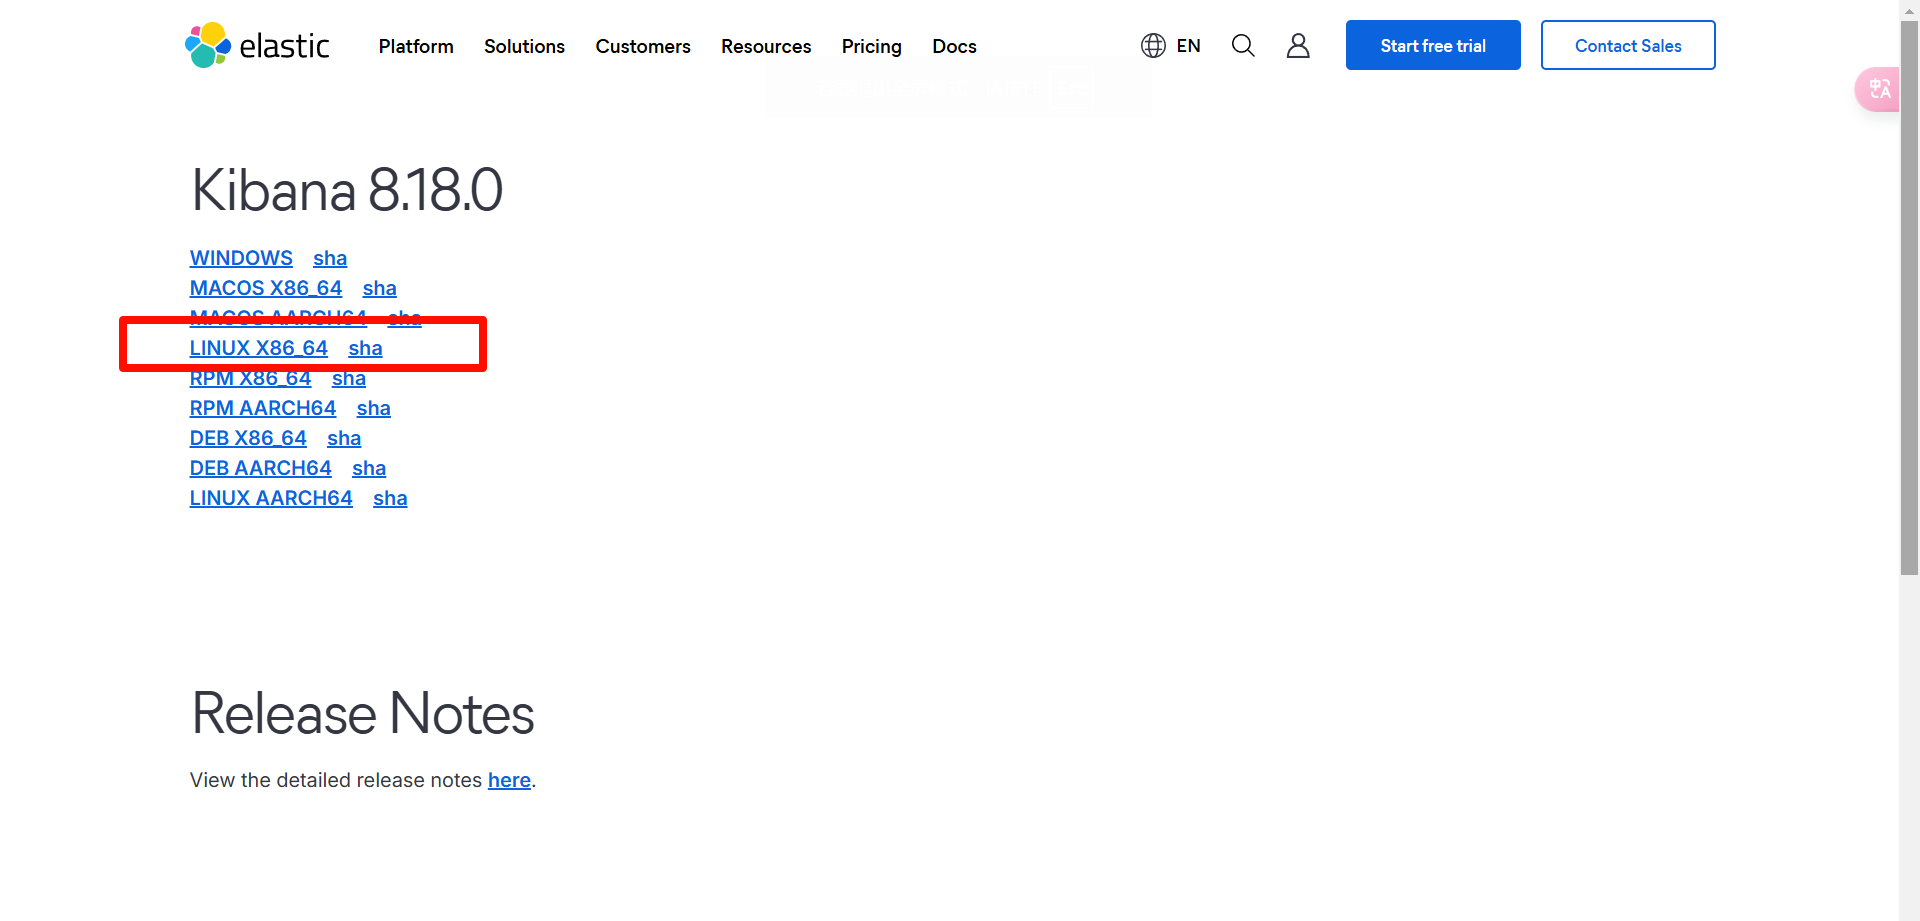 elastic Platform Solutions Customers Resources Pricing Docs EN Start free trial Contact Sales
中A
Kibana 8.18.0
WINDOWS sha
MACOS X86_64 sha
MACOS AARCH64 sha
LINUX X86_64 sha
RPM X86_64 sha
RPM AARCH64 sha
DEB X86_64 sha
DEB AARCH64 sha
LINUX AARCH64 sha
Release Notes
View the detailed release notes here.